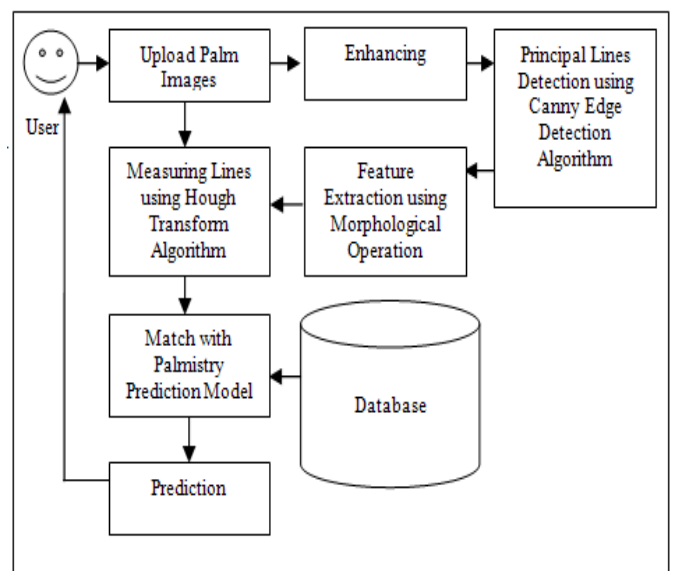 Upload Palm
Images
Enhancing
Principal Lines
Detection using
Canny Edge
Detection
Algorithm
User
Measuring Lines
using Hough
Transform
Algorithm
Feature
Extraction using
Morphological
Operation
Match with
Palmistry
Prediction Model
Database
Prediction